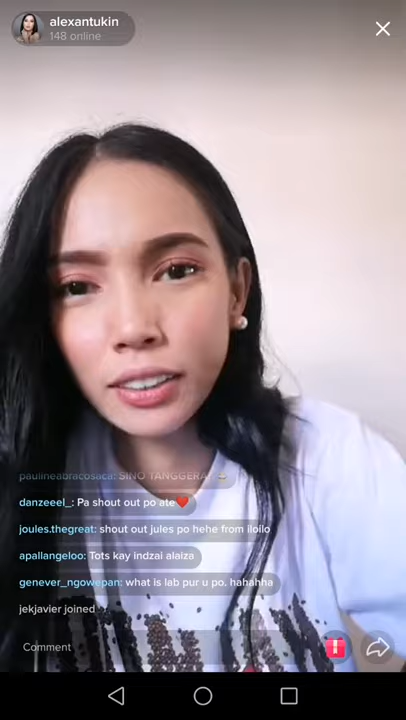 alexantukin
148 online
paulineabracosaca: SINO TANGGERA
danzeeel_: Pa shout out po ate❤️
joules.thegreat: shout out jules po hehe from iloilo
apallangeloo: Tots kay indzai alaiza
genever_ngowepan: what is lab pur u po. hahahha
jekjavier joined
Comment